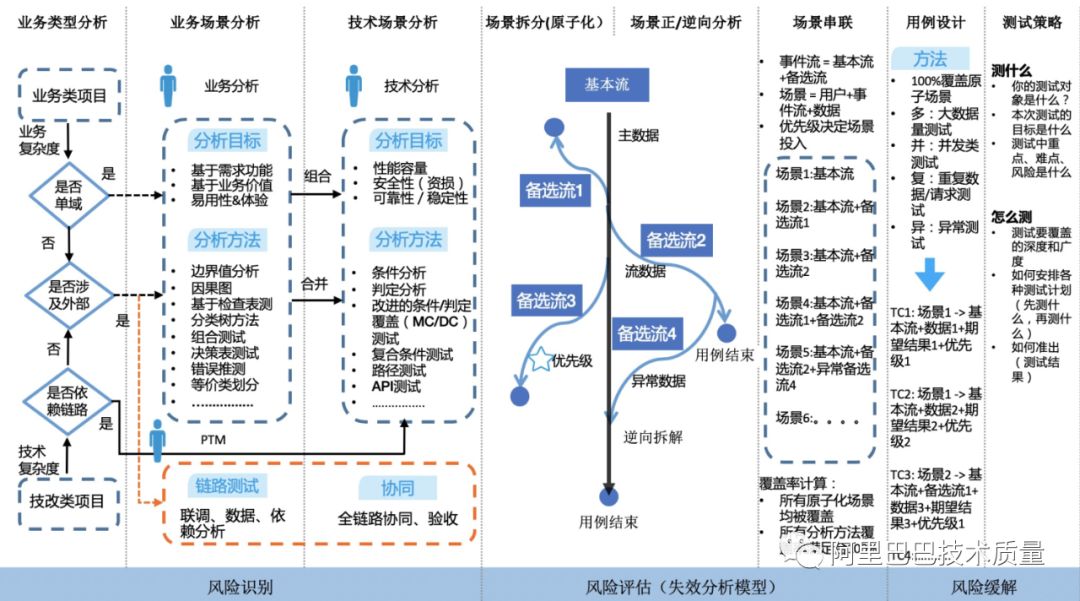 业务类型分析
业务场景分析
技术场景分析
场景拆分(原子化)
场景正/逆向分析
场景串联
用例设计
测试策略
业务类项目
业务
复杂度
是否
单域
是
否
是否涉
及外部
是
否
是否依
赖链路
是
技术
复杂度
技改类项目
业务分析
分析目标
• 基于需求功能
• 基于业务价值
• 易用性&体验
分析方法
• 边界值分析
• 因果图
• 基于检查表测
• 分类树方法
• 组合测试
• 决策表测试
• 错误推测
• 等价类划分
• ……………
组合
合并
技术分析
分析目标
• 性能容量
• 安全性（资损）
• 可靠性 / 稳定性
分析方法
• 条件分析
• 判定分析
• 改进的条件/判定
覆盖（MC/DC）
测试
• 复合条件测试
• 路径测试
• API测试
• ……………
PTM
链路测试
联调、数据、依
赖分析
协同
全链路协同、验收
基本流
主数据
备选流1
备选流2
流数据
备选流3
备选流4
优先级
用例结束
异常数据
逆向拆解
用例结束
• 事件流 = 基本流
+备选流
• 场景 = 用户+事
件流+数据
• 优先级决定场景
投入
场景1:基本流
场景2:基本流+备
选流1
场景3:基本流+备
选流2
场景4:基本流+备
选流1+备选流2
场景5:基本流+备
选流2+异常备选
流4
场景6:。。。。
覆盖率计算：
• 所有原子化场景
均被覆盖
• 所有分析方法覆
方法
• 100%覆盖原
子场景
• 多：大数据
量测试
• 并：并发类
测试
• 复：重复数
据/请求测
试
• 异：异常测
试
TC1: 场景1 -> 基
本流+数据1+期
望结果1+优先
级1
TC2: 场景1 -> 基
本流+数据2+期
望结果2+优先
级2
TC3: 场景2 -> 基
本流+备选流1+
数据3+期望结
果3+优先级1
TC4
测什么
• 你的测试对
象是什么？
• 本次测试的
目标是什么
• 测试中重
点、难点、
风险是什么
怎么测
• 测试要覆盖
的深度和广
度
• 如何安排各
种测试计划
（先测什
么，再测什
么）
• 如何准出
（测试结
果）
阿里巴巴技术质量
风险识别
风险评估（失效分析模型）
风险缓解